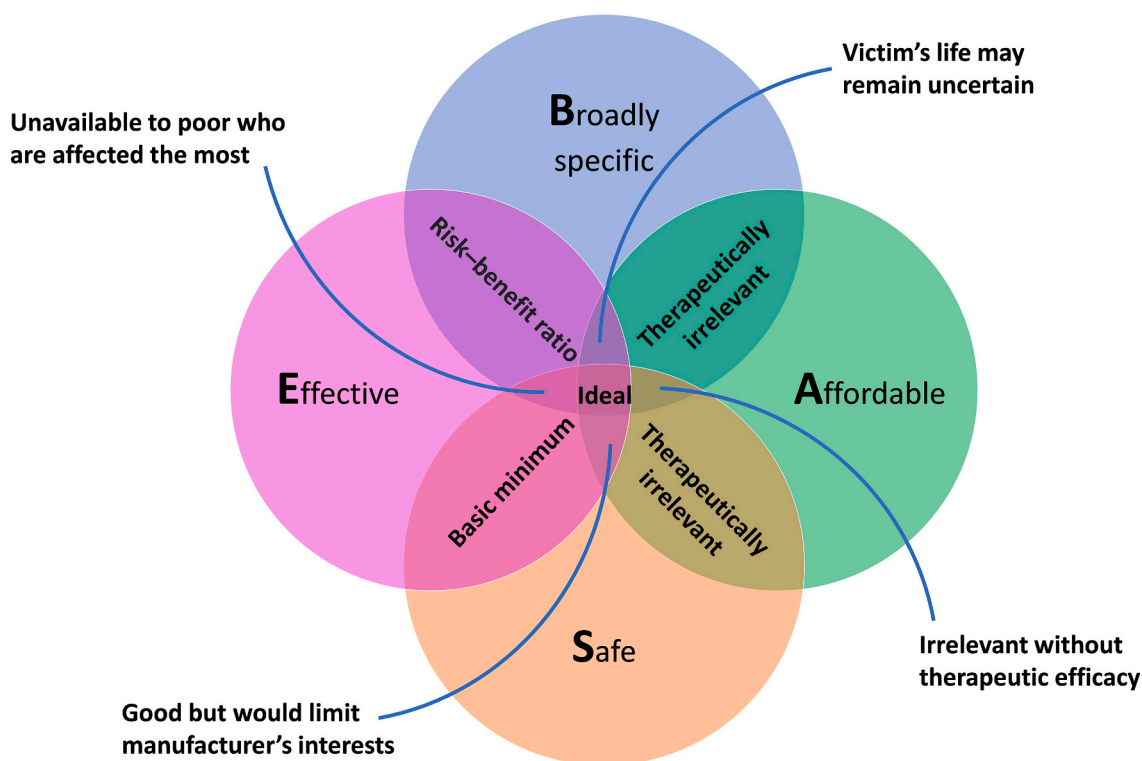 Victim's life may
remain uncertain
Unavailable to poor who
are affected the most
Broadly
specific
Risk–benefit ratio
Therapeutically
irrelevant
Effective
Ideal
Affordable
Basic minimum
Therapeutically
irrelevant
Safe
Irrelevant without
therapeutic efficacy
Good but would limit
manufacturer's interests